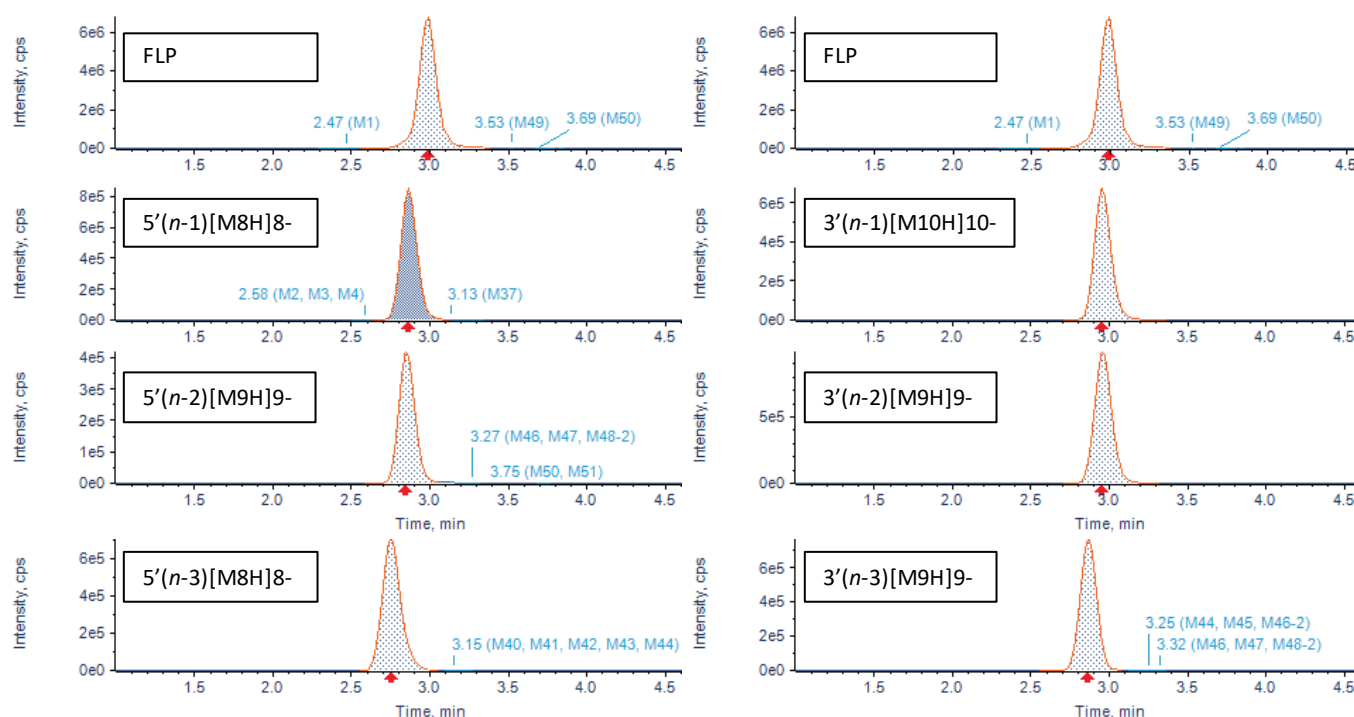 Intensity, cps
6e6
4e6
2e6
0e0
FLP
2.47 (M1)
3.53 (M49)
3.69 (M50)
1.5 2.0 2.5 3.0 3.5 4.0 4.5
Intensity, cps
8e5
6e5
4e5
2e5
0e0
5’(n-1)[M8H]8-
2.58 (M2, M3, M4)
3.13 (M37)
1.5 2.0 2.5 3.0 3.5 4.0 4.5
Intensity, cps
4e5
3e5
2e5
1e5
0e0
5’(n-2)[M9H]9-
3.27 (M46, M47, M48-2)
3.75 (M50, M51)
1.5 2.0 2.5 3.0 3.5 4.0 4.5
Time, min
Intensity, cps
6e5
4e5
2e5
0e0
5’(n-3)[M8H]8-
3.15 (M40, M41, M42, M43, M44)
1.5 2.0 2.5 3.0 3.5 4.0 4.5
Time, min
Intensity, cps
6e6
4e6
2e6
0e0
FLP
2.47 (M1)
3.53 (M49)
3.69 (M50)
1.5 2.0 2.5 3.0 3.5 4.0 4.5
Intensity, cps
6e5
4e5
2e5
0e0
3’(n-1)[M10H]10-
1.5 2.0 2.5 3.0 3.5 4.0 4.5
Intensity, cps
5e5
0e0
3’(n-2)[M9H]9-
1.5 2.0 2.5 3.0 3.5 4.0 4.5
Time, min
Intensity, cps
6e5
4e5
2e5
0e0
3’(n-3)[M9H]9-
3.25 (M44, M45, M46-2)
3.32 (M46, M47, M48-2)
1.5 2.0 2.5 3.0 3.5 4.0 4.5
Time, min